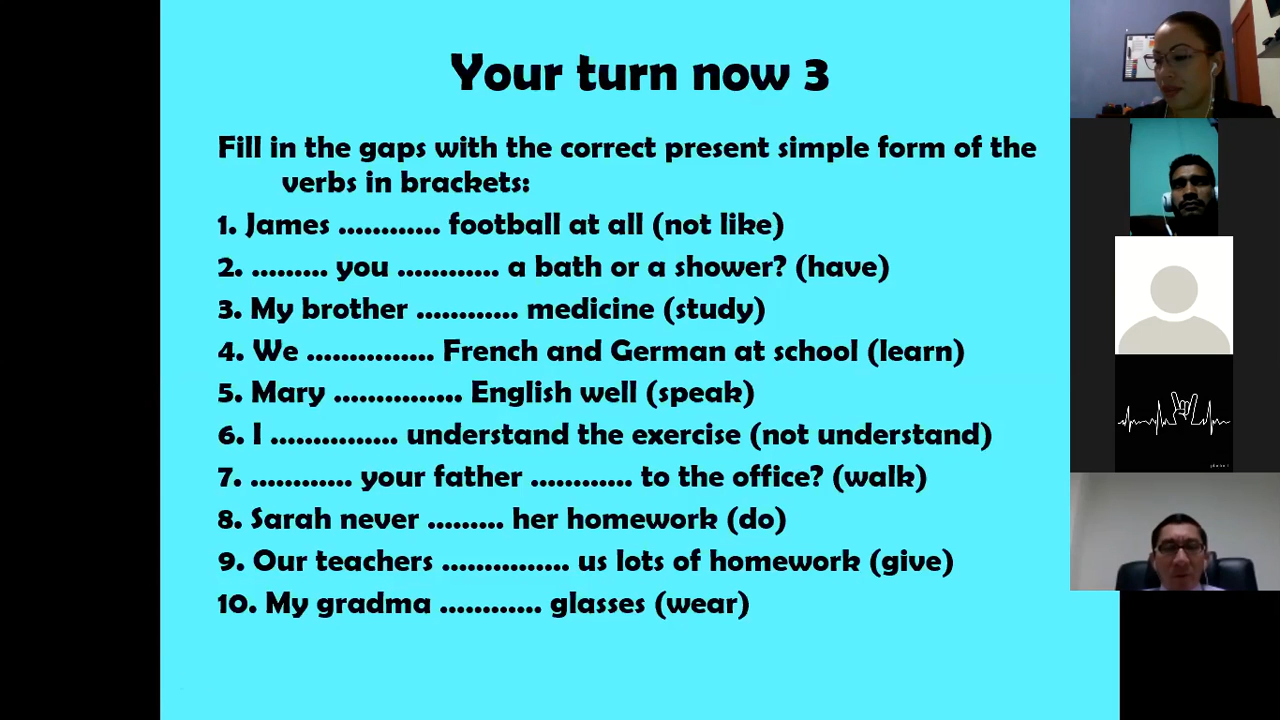 Your turn now 3
Fill in the gaps with the correct present simple form of the
verbs in brackets:
1. James ............ football at all (not like)
2. ......... you ............ a bath or a shower? (have)
3. My brother ............ medicine (study)
4. We ............... French and German at school (learn)
5. Mary ............... English well (speak)
6. I ............... understand the exercise (not understand)
7. ............ your father ............ to the office? (walk)
8. Sarah never ......... her homework (do)
9. Our teachers ............... us lots of homework (give)
10. My gradma ............ glasses (wear)